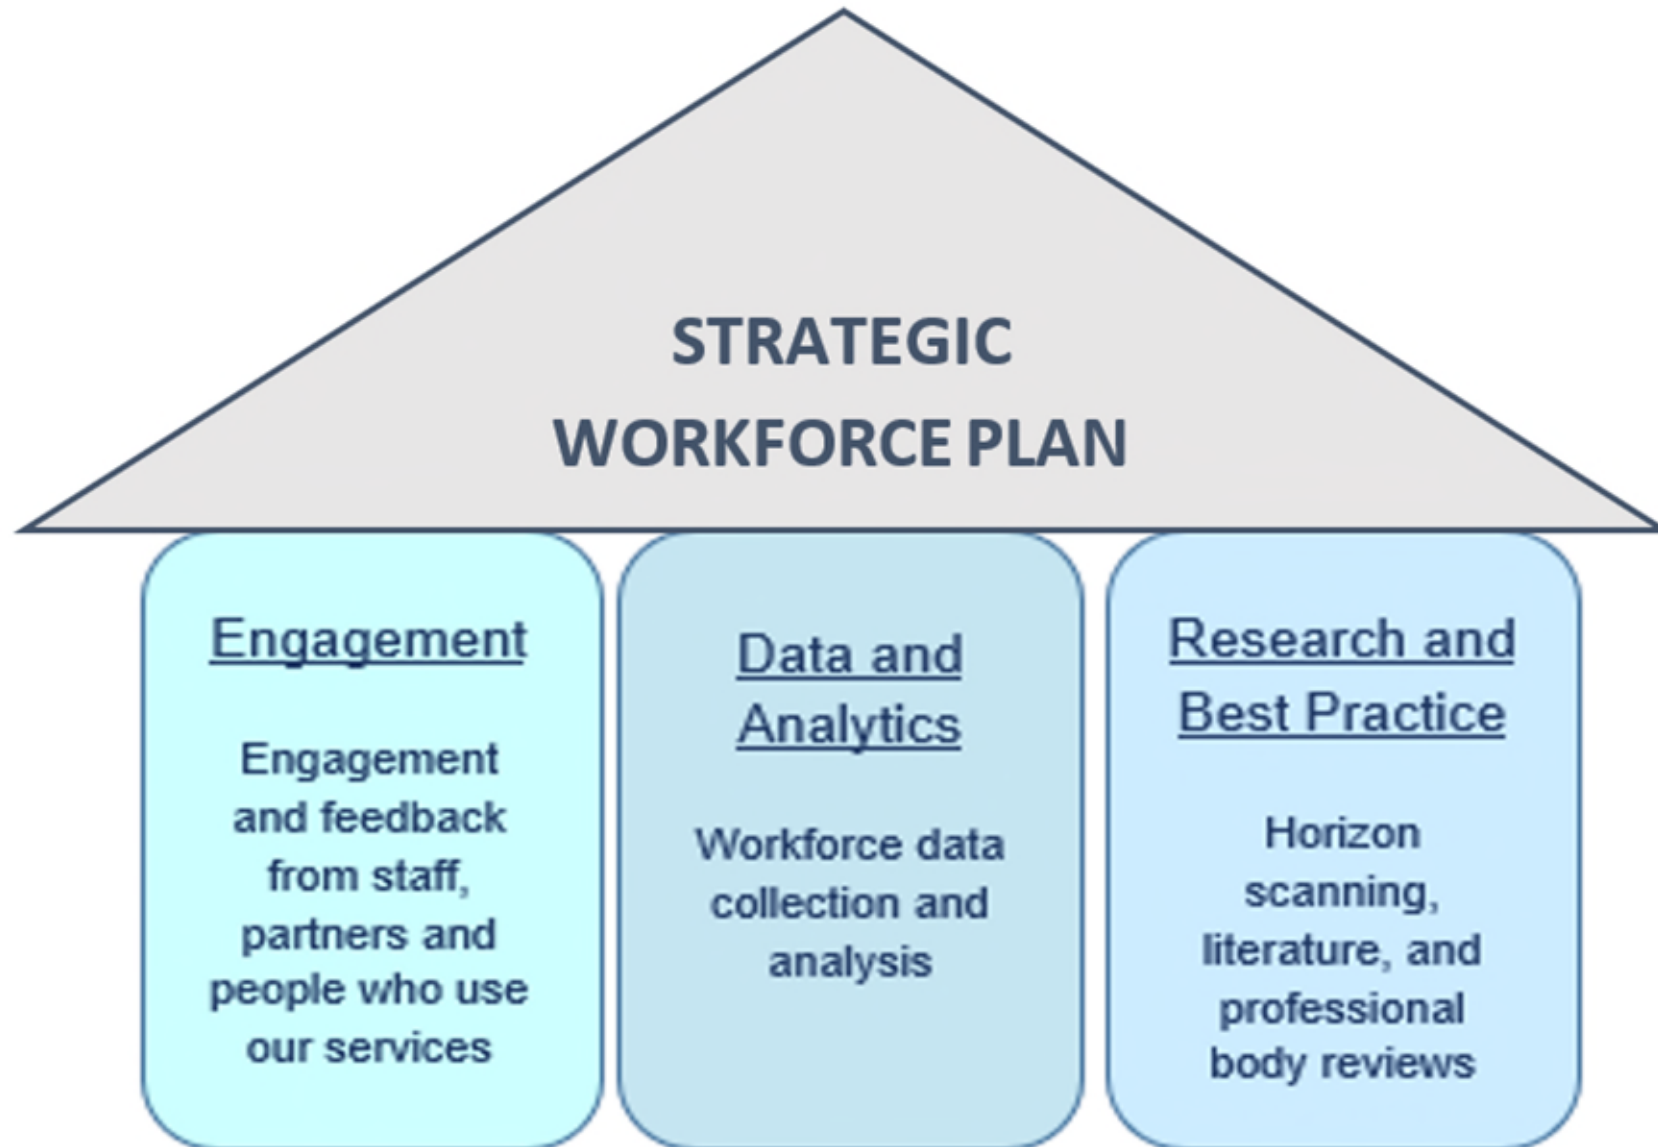 STRATEGIC
WORKFORCE PLAN
Engagement
Engagement
and feedback
from staff,
partners and
people who use
our services
Data and
Analytics
Workforce data
collection and
analysis
Research and
Best Practice
Horizon
scanning,
literature, and
professional
body reviews